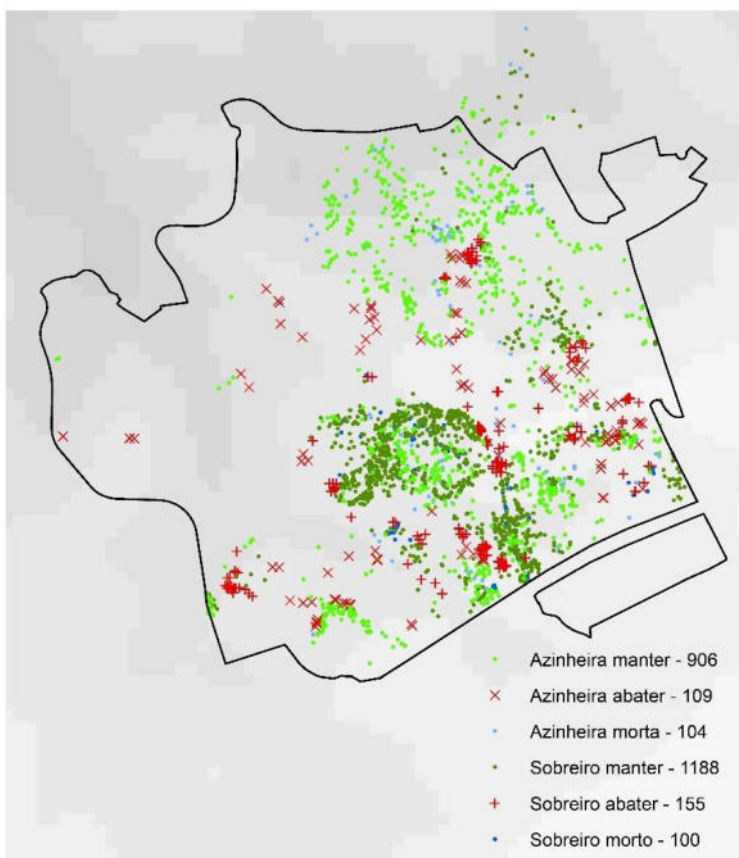 Azinheira manter - 906
Azinheira abater - 109
Azinheira morta - 104
Sobreiro manter - 1188
Sobreiro abater - 155
Sobreiro morto - 100